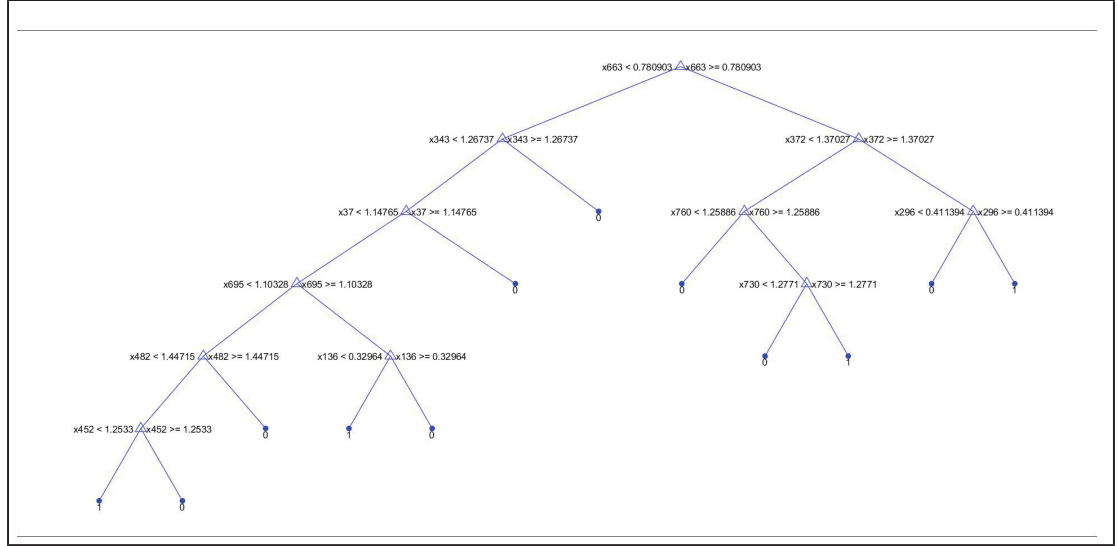 x663 < 0.780903 x663 >= 0.780903
x343 < 1.26737 x343 >= 1.26737
x372 < 1.37027 x372 >= 1.37027
x37 < 1.14765 x37 >= 1.14765
0
x760 < 1.25886 x760 >= 1.25886
x296 < 0.411394 x296 >= 0.411394
x695 < 1.10328 x695 >= 1.10328
0
0
x730 < 1.2771 x730 >= 1.2771
0
1
x482 < 1.44715 x482 >= 1.44715
x136 < 0.32964 x136 >= 0.32964
0
1
x452 < 1.2533 x452 >= 1.2533
0
1
0
1
0